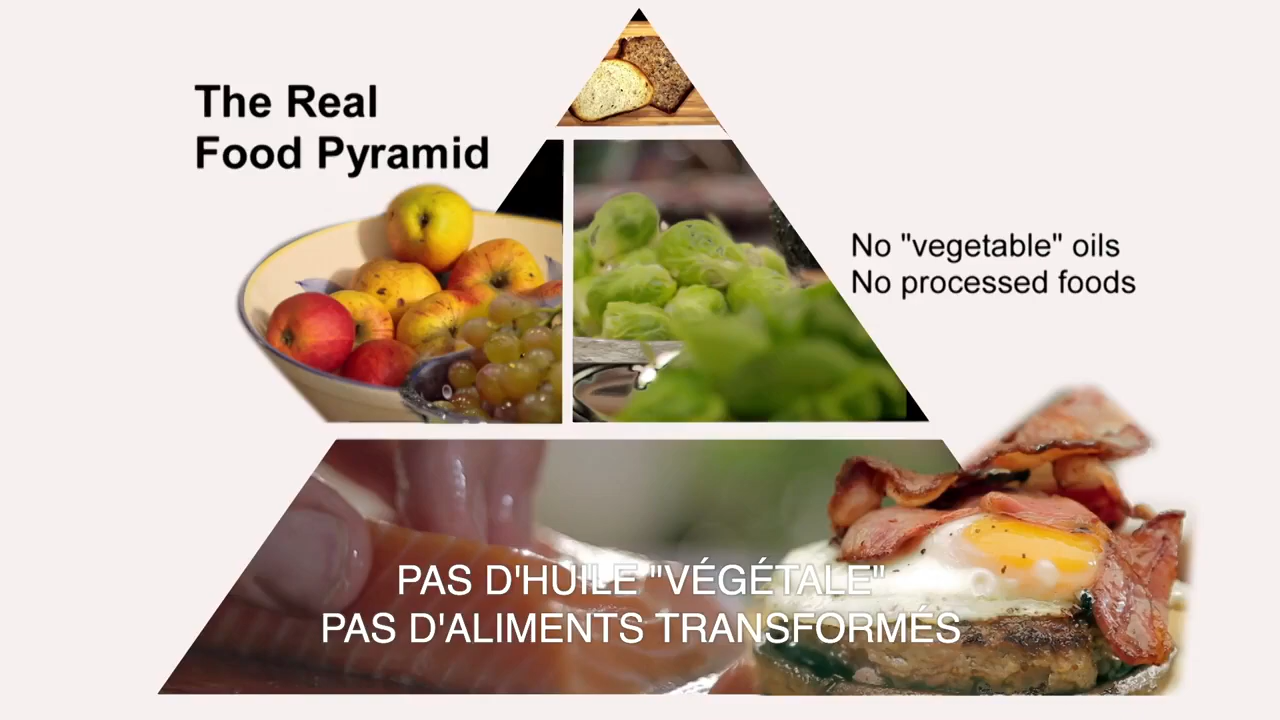 The Real
Food Pyramid
No "vegetable" oils
No processed foods
PAS D'HUILE "VÉGÉTALE"
PAS D'ALIMENTS TRANSFORMÉS